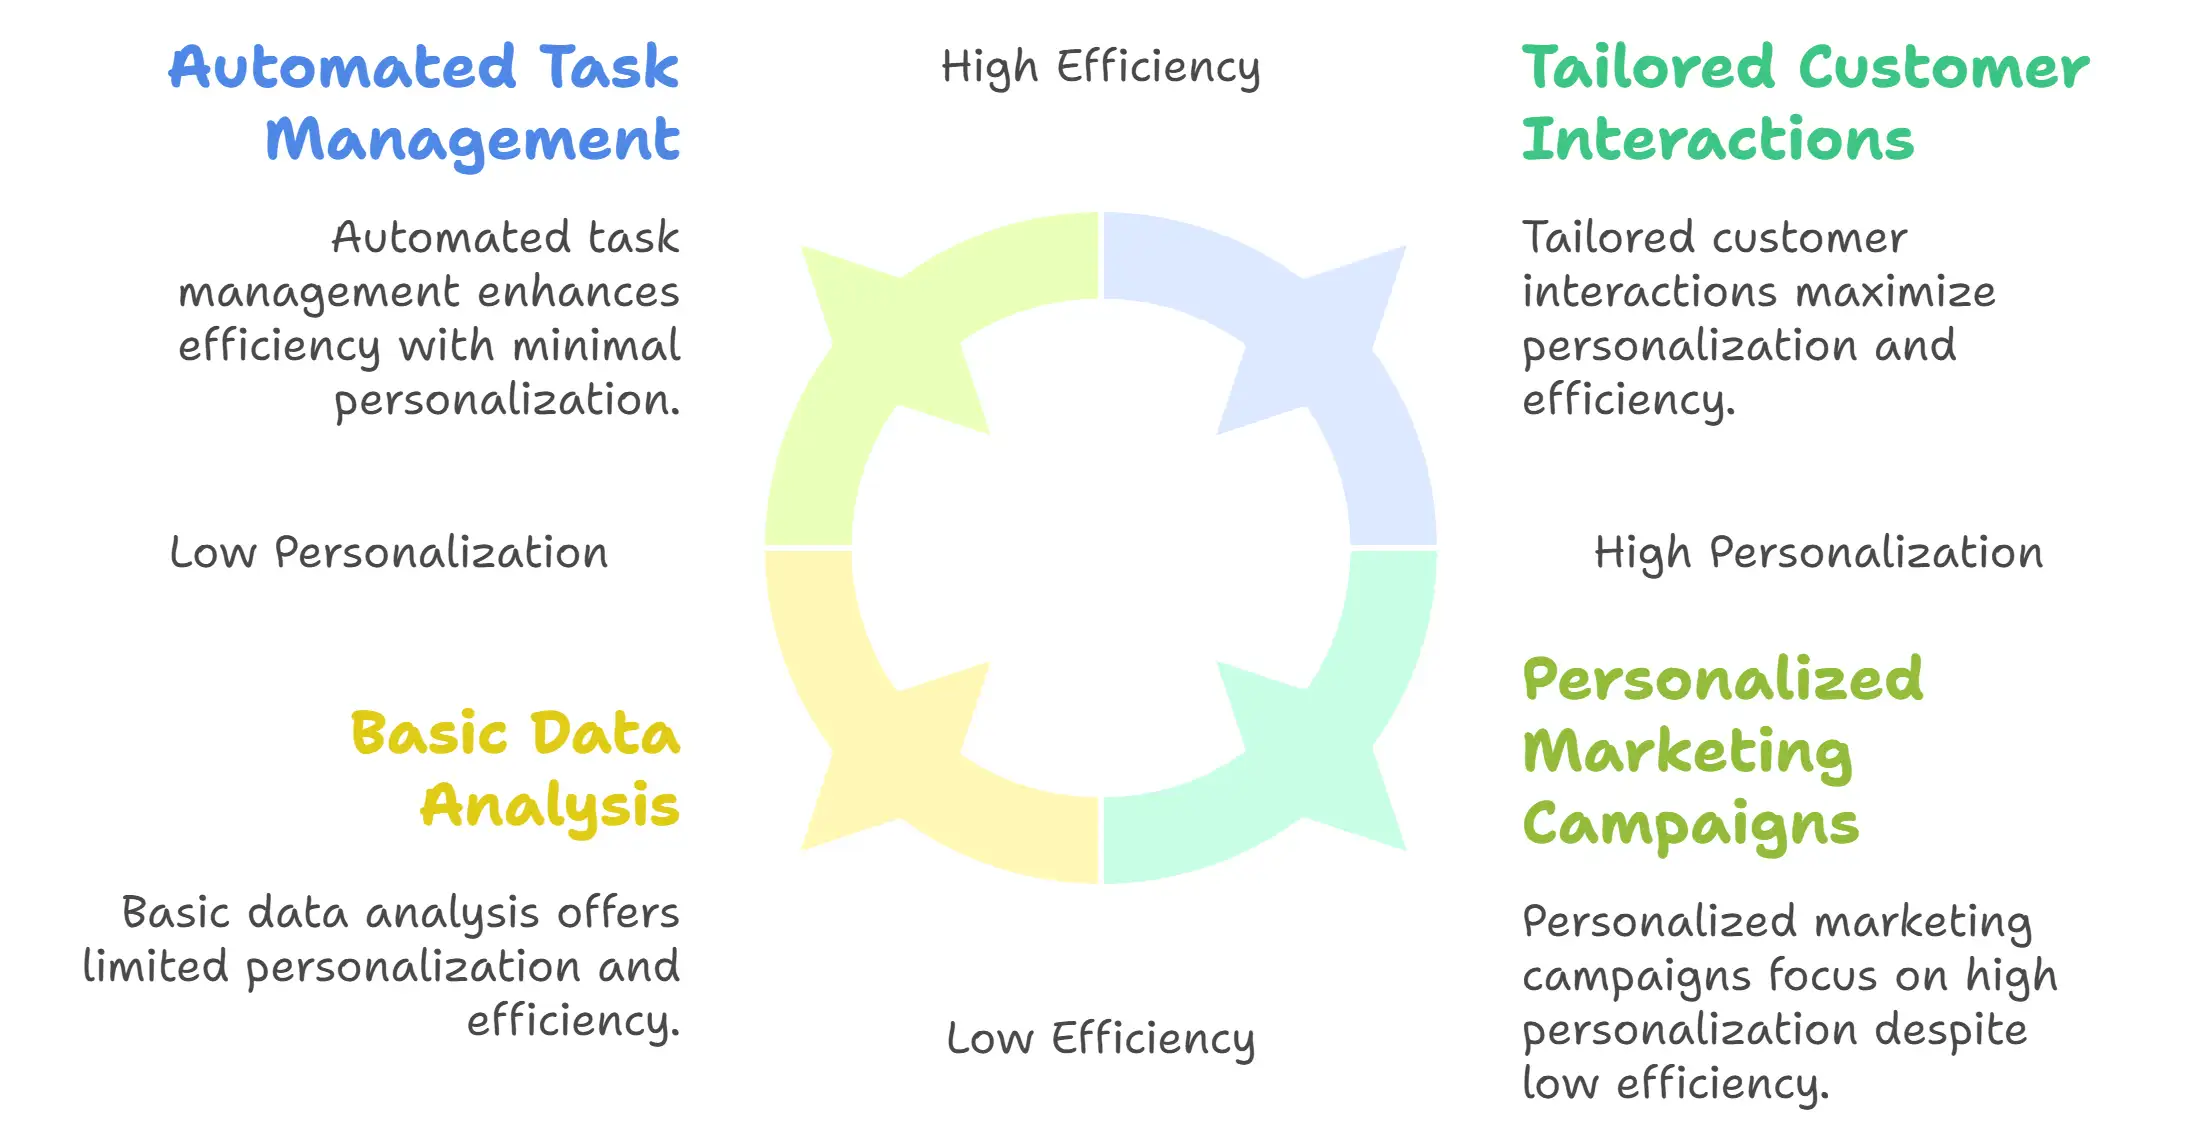 Automated Task
Management
Automated task
management enhances
efficiency with minimal
personalization.
High Efficiency
Tailored Customer
Interactions
Tailored customer
interactions maximize
personalization and
efficiency.
Low Personalization
High Personalization
Basic Data
Analysis
Basic data analysis offers
limited personalization and
efficiency.
Low Efficiency
Personalized
Marketing
Campaigns
Personalized marketing
campaigns focus on high
personalization despite
low efficiency.